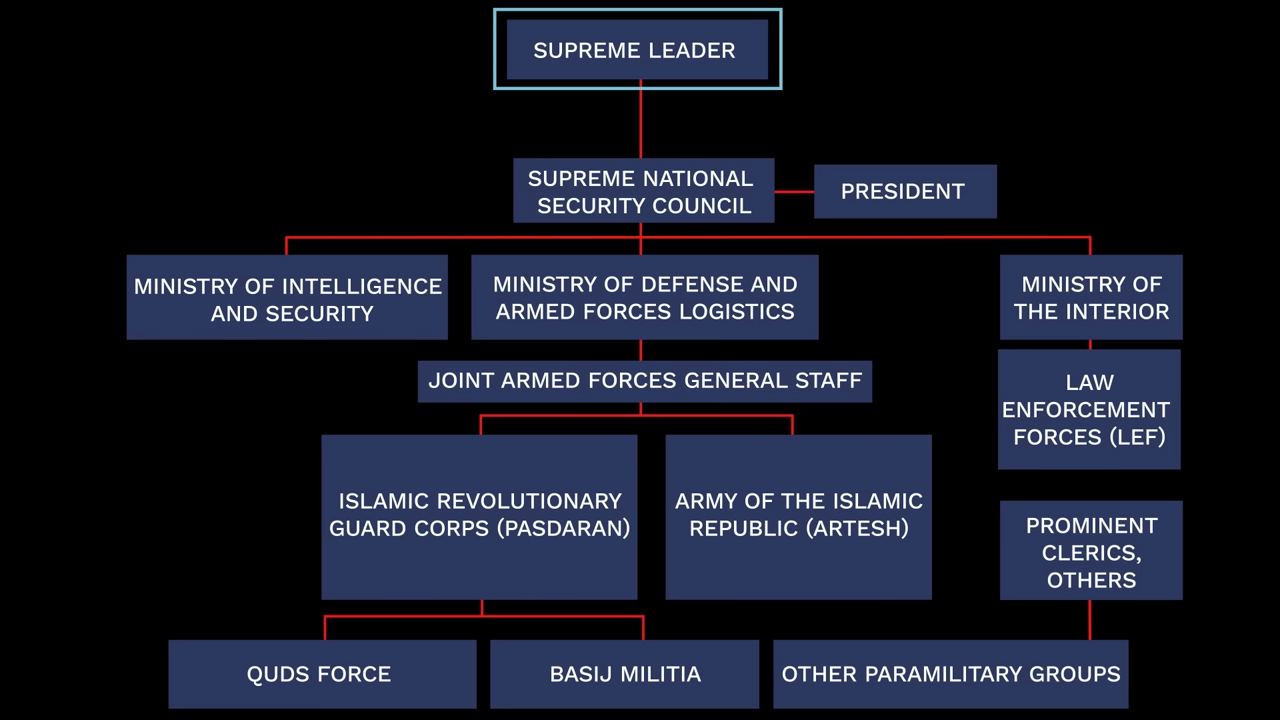 SUPREME LEADER
SUPREME NATIONAL
SECURITY COUNCIL
PRESIDENT
MINISTRY OF INTELLIGENCE
AND SECURITY
MINISTRY OF DEFENSE AND
ARMED FORCES LOGISTICS
MINISTRY OF
THE INTERIOR
JOINT ARMED FORCES GENERAL STAFF
LAW
ENFORCEMENT
FORCES (LEF)
ISLAMIC REVOLUTIONARY
GUARD CORPS (PASDARAN)
ARMY OF THE ISLAMIC
REPUBLIC (ARTESH)
PROMINENT
CLERICS,
OTHERS
QUDS FORCE
BASIJ MILITIA
OTHER PARAMILITARY GROUPS